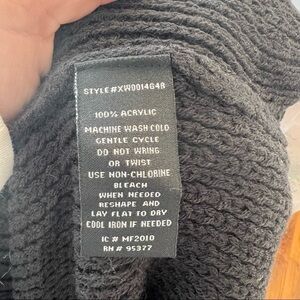 STYLE#XW0014G4B
100% ACRYLIC
MACHINE WASH COLD
GENTLE CYCLE
DO NOT WRING
OR TWIST
USE NON-CHLORINE
BLEACH
WHEN NEEDED
RESHAPE AND
LAY FLAT TO DRY
COOL IRON IF NEEDED
IC # MF2010
RN# 95377